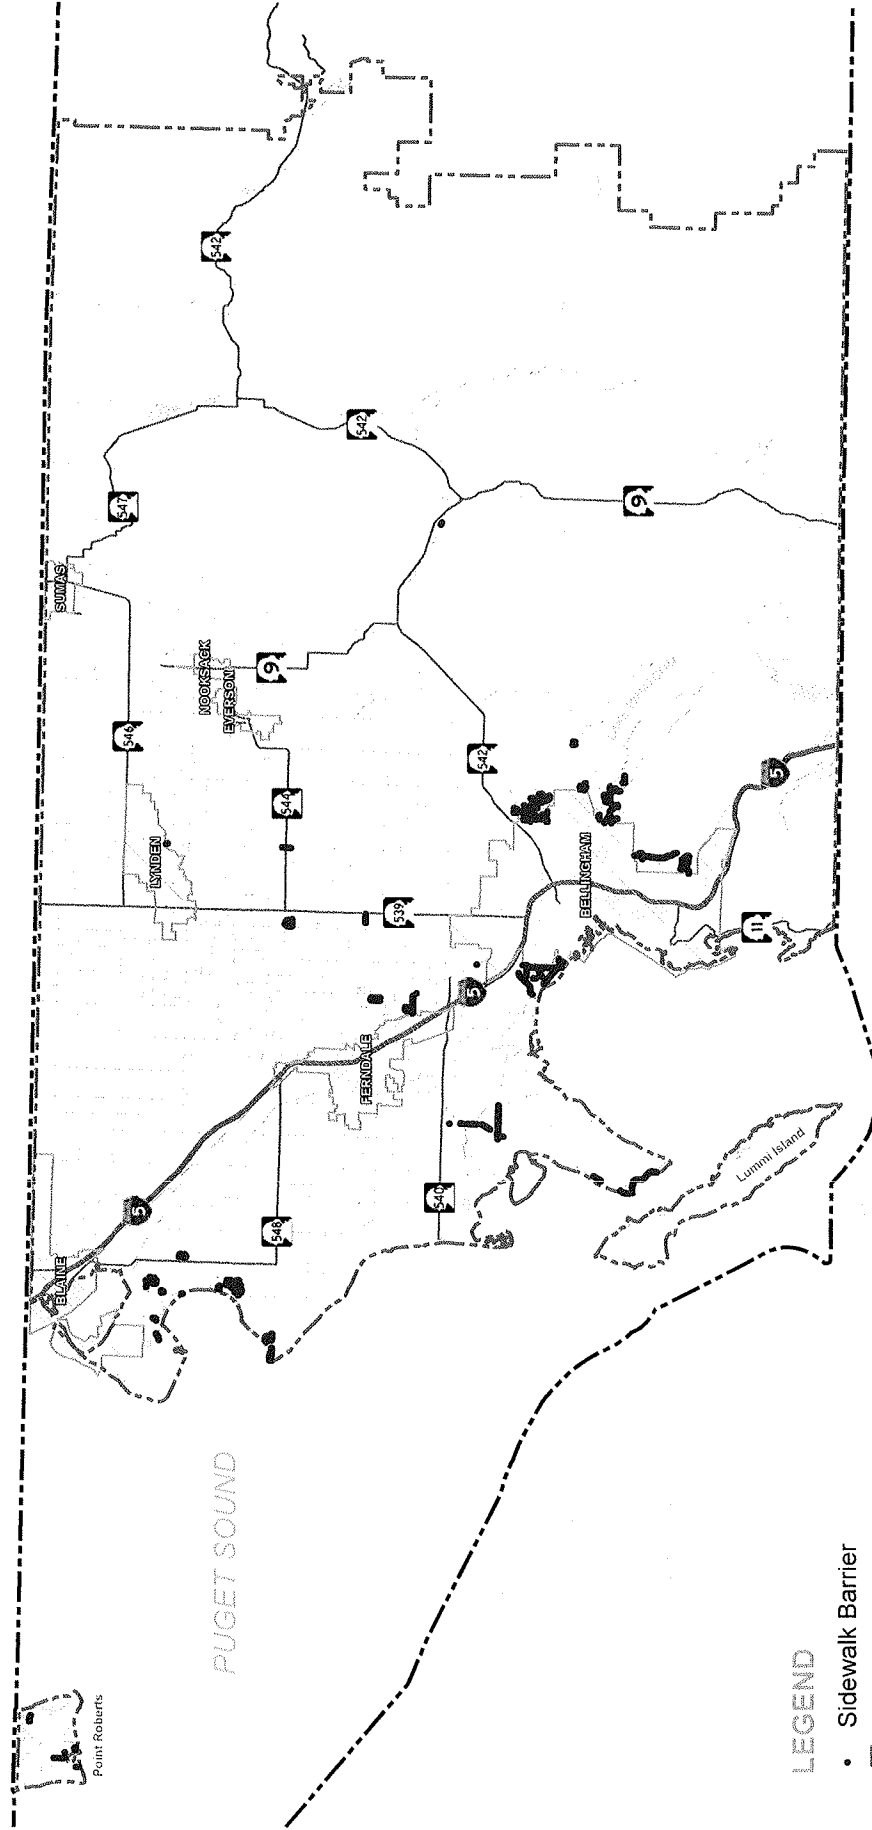 BLAINE
SUMAS
Point Roberts
547
546
5
LYNDEN
NOOKSACK
542
PUGET SOUND
EVERSON
9
548
544
542
FERNDALE
539
540
5
542
BELLINGHAM
9
11
Lummi Island
5
LEGEND
Sidewalk Barrier